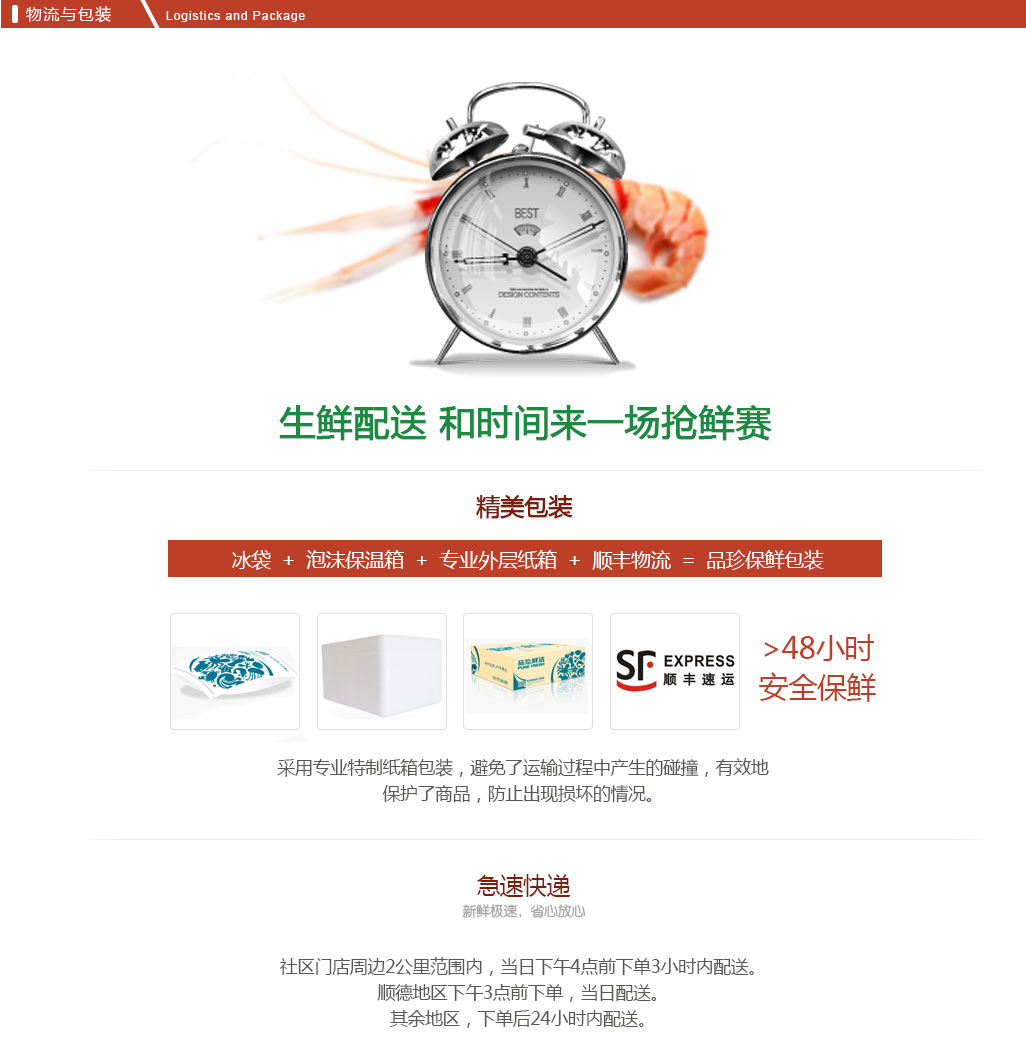 物流与包装
Logistics and Package
BEST
DESIGN CONTENTS
生鲜配送 和时间来一场抢鲜赛
精美包装
冰袋 + 泡沫保温箱 + 专业外层纸箱 + 顺丰物流 = 品珍保鲜包装
品珍鲜活
PURE FRESH
SF EXPRESS
顺丰速运
>48小时
安全保鲜
采用专业特制纸箱包装，避免了运输过程中产生的碰撞，有效地
保护了商品，防止出现损坏的情况。
急速快递
新鲜极速，省心放心
社区门店周边2公里范围内，当日下午4点前下单3小时内配送。
顺德地区下午3点前下单，当日配送。
其余地区，下单后24小时内配送。